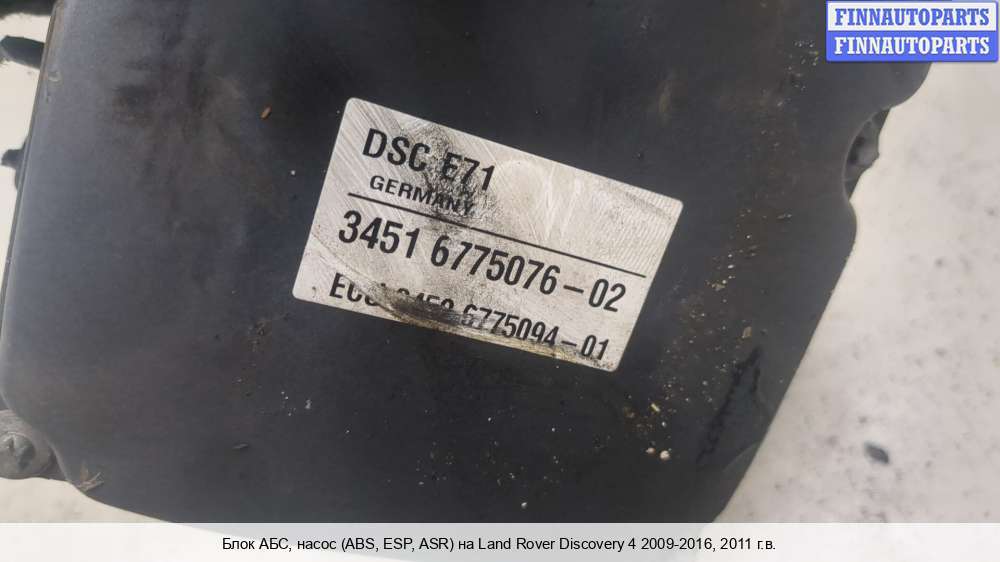 FINNAUTOPARTS
FINNAUTOPARTS
DSC E71
GERMANY
3451 6775076-02
6775094-01
Блок АБС, насос (ABS, ESP, ASR) на Land Rover Discovery 4 2009-2016, 2011 г.в.